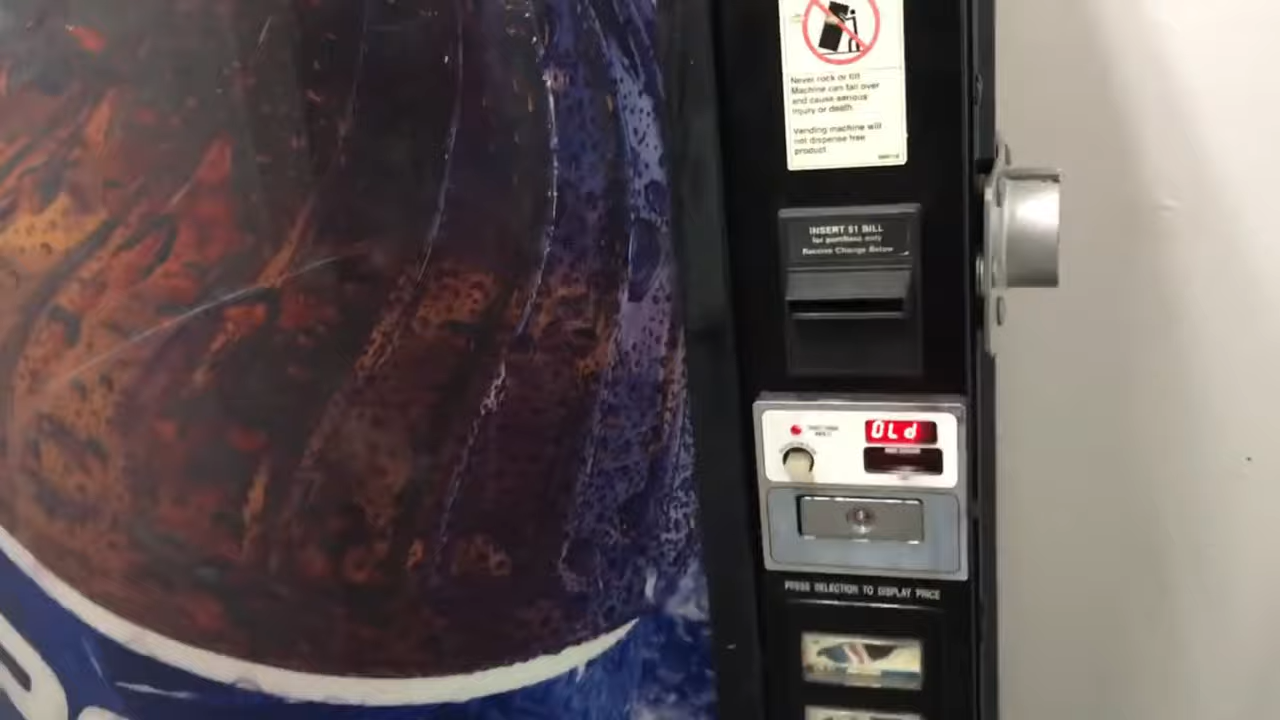 Never rock or tilt
Machine can fall over
and cause serious
injury or death.
Vending machine will
not dispense free
product.
INSERT $1 BILL
for purchase only
Receive Change Below
OLd
PRESS SELECTION TO DISPLAY PRICE